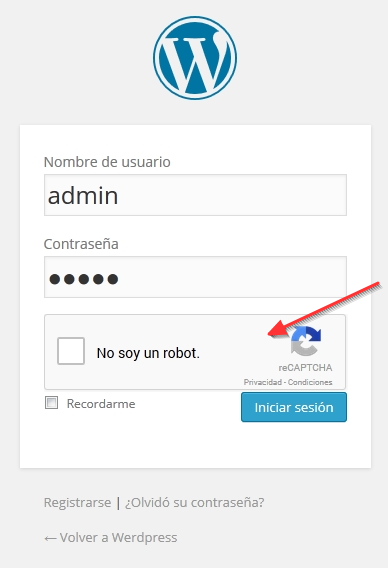 Nombre de usuario
admin
Contraseña
●●●●●
No soy un robot.
reCAPTCHA
Privacidad - Condiciones
Recordarme
Iniciar sesión
Registrarse | ¿Olvidó su contraseña?
← Volver a Werdpress